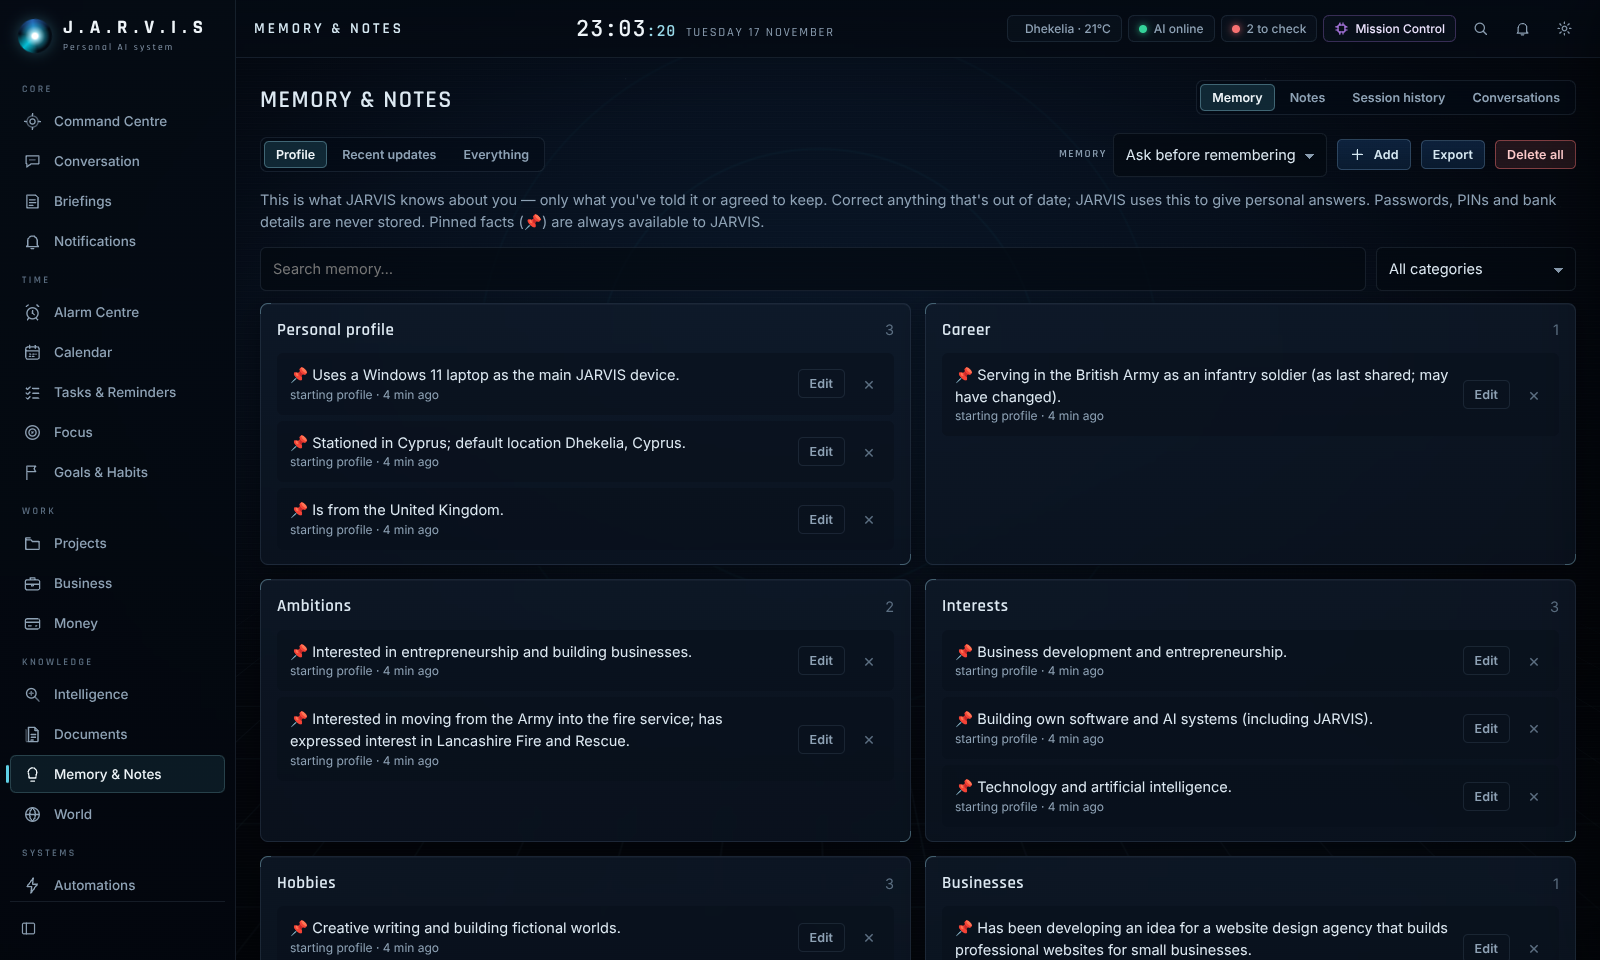 J.A.R.V.I.S
Personal AI system
MEMORY & NOTES
23:03:20 TUESDAY 17 NOVEMBER
Dhekelia · 21°C
AI online
2 to check
Mission Control
CORE
Command Centre
Conversation
Briefings
Notifications
TIME
Alarm Centre
Calendar
Tasks & Reminders
Focus
Goals & Habits
WORK
Projects
Business
Money
KNOWLEDGE
Intelligence
Documents
Memory & Notes
World
SYSTEMS
Automations
MEMORY & NOTES
Memory Notes Session history Conversations
Profile Recent updates Everything
MEMORY Ask before remembering + Add Export Delete all
This is what JARVIS knows about you — only what you've told it or agreed to keep. Correct anything that's out of date; JARVIS uses this to give personal answers. Passwords, PINs and bank
details are never stored. Pinned facts (📌) are always available to JARVIS.
Search memory...
All categories
Personal profile 3
📌 Uses a Windows 11 laptop as the main JARVIS device.
starting profile · 4 min ago
Edit ×
📌 Stationed in Cyprus; default location Dhekelia, Cyprus.
starting profile · 4 min ago
Edit ×
📌 Is from the United Kingdom.
starting profile · 4 min ago
Edit ×
Career 1
📌 Serving in the British Army as an infantry soldier (as last shared; may
have changed).
starting profile · 4 min ago
Edit ×
Ambitions 2
📌 Interested in entrepreneurship and building businesses.
starting profile · 4 min ago
Edit ×
📌 Interested in moving from the Army into the fire service; has
expressed interest in Lancashire Fire and Rescue.
starting profile · 4 min ago
Edit ×
Interests 3
📌 Business development and entrepreneurship.
starting profile · 4 min ago
Edit ×
📌 Building own software and AI systems (including JARVIS).
starting profile · 4 min ago
Edit ×
📌 Technology and artificial intelligence.
starting profile · 4 min ago
Edit ×
Hobbies 3
📌 Creative writing and building fictional worlds.
starting profile · 4 min ago
Edit ×
Businesses 1
📌 Has been developing an idea for a website design agency that builds
professional websites for small businesses.
Edit ×